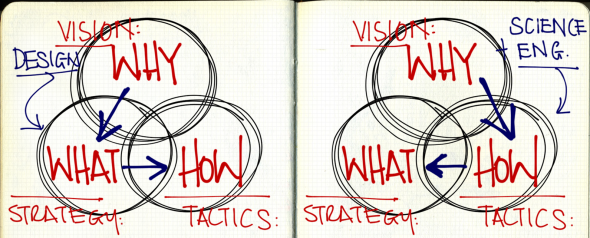 VISION:
DESIGN
WHY
WHAT
HOW
STRATEGY:
TACTICS:
VISION:
SCIENCE
+ ENG.
WHY
WHAT
HOW
STRATEGY:
TACTICS: